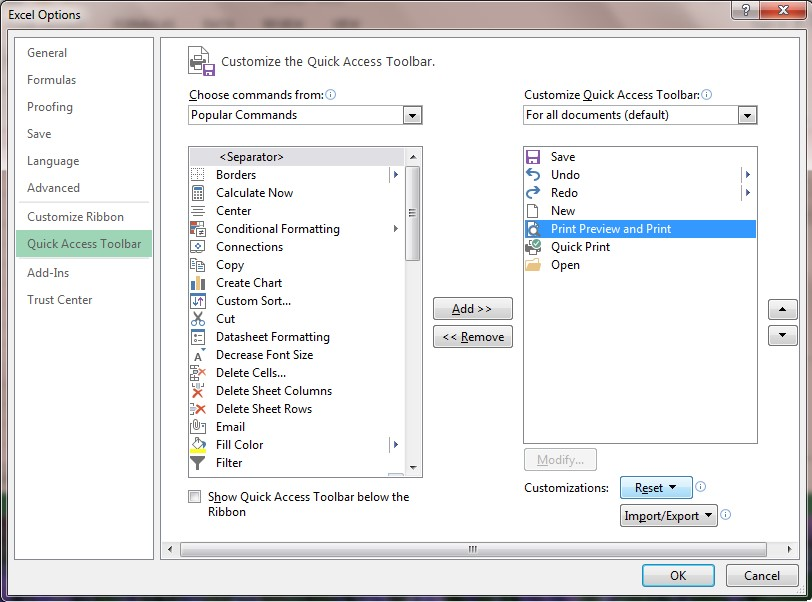 Excel Options
General
Formulas
Proofing
Save
Language
Advanced
Customize Ribbon
Quick Access Toolbar
Add-Ins
Trust Center
Customize the Quick Access Toolbar.
Choose commands from:
Popular Commands
<Separator>
Borders
Calculate Now
Center
Conditional Formatting
Connections
Copy
Create Chart
Custom Sort...
Cut
Datasheet Formatting
Decrease Font Size
Delete Cells...
Delete Sheet Columns
Delete Sheet Rows
Email
Fill Color
Filter
Show Quick Access Toolbar below the
Ribbon
Add >>
<< Remove
Customize Quick Access Toolbar:
For all documents (default)
Save
Undo
Redo
New
Print Preview and Print
Quick Print
Open
Modify...
Customizations:
Reset
Import/Export
OK
Cancel